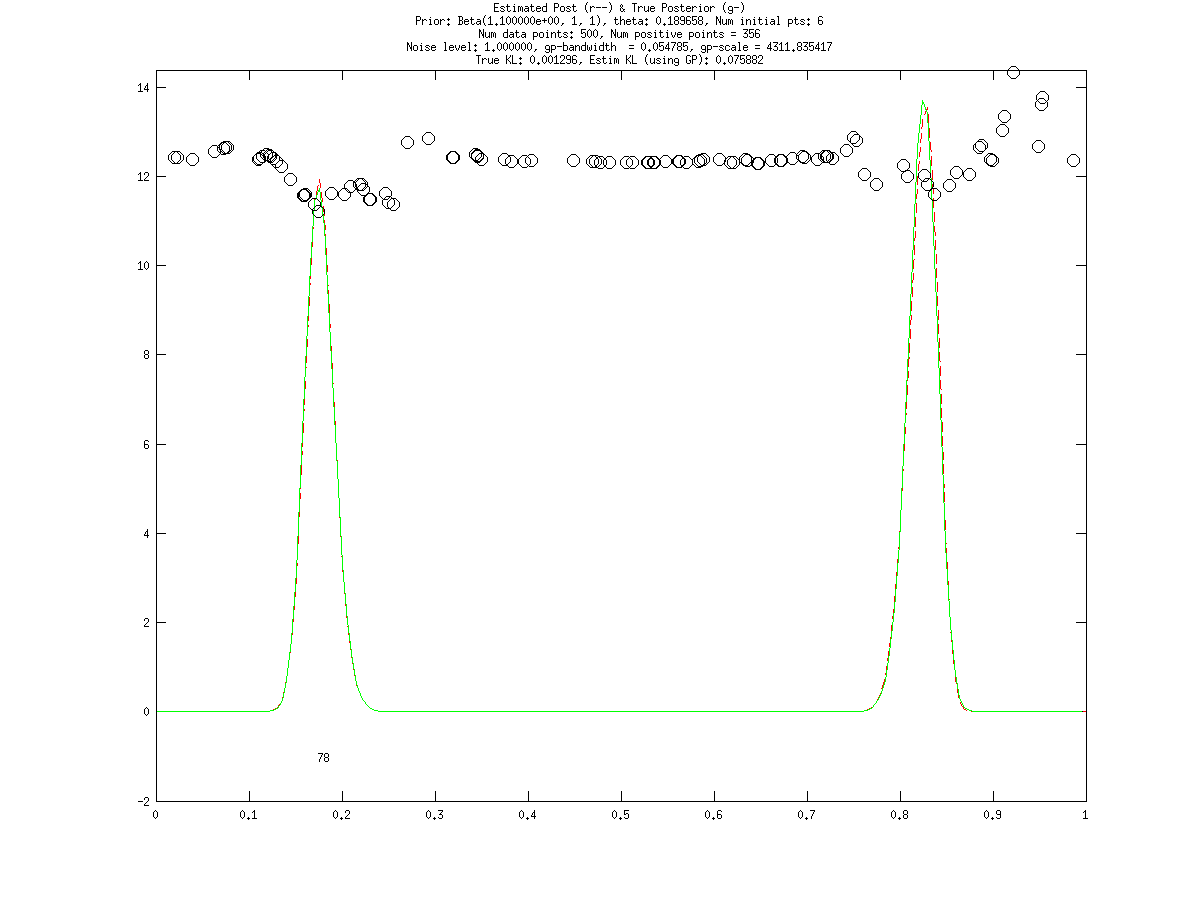 Estimated Post (r--) & True Posterior (g-)
Prior: Beta(1.100000e+00, 1, 1), theta: 0.189658, Num initial pts: 6
Num data points: 500, Num positive points = 356
Noise level: 1.000000, gp-bandwidth  = 0.054785, gp-scale = 4311.835417
True KL: 0.001296, Estim KL (using GP): 0.075882
14
12
10
8
6
4
2
0
78
-2
0 0.1 0.2 0.3 0.4 0.5 0.6 0.7 0.8 0.9 1